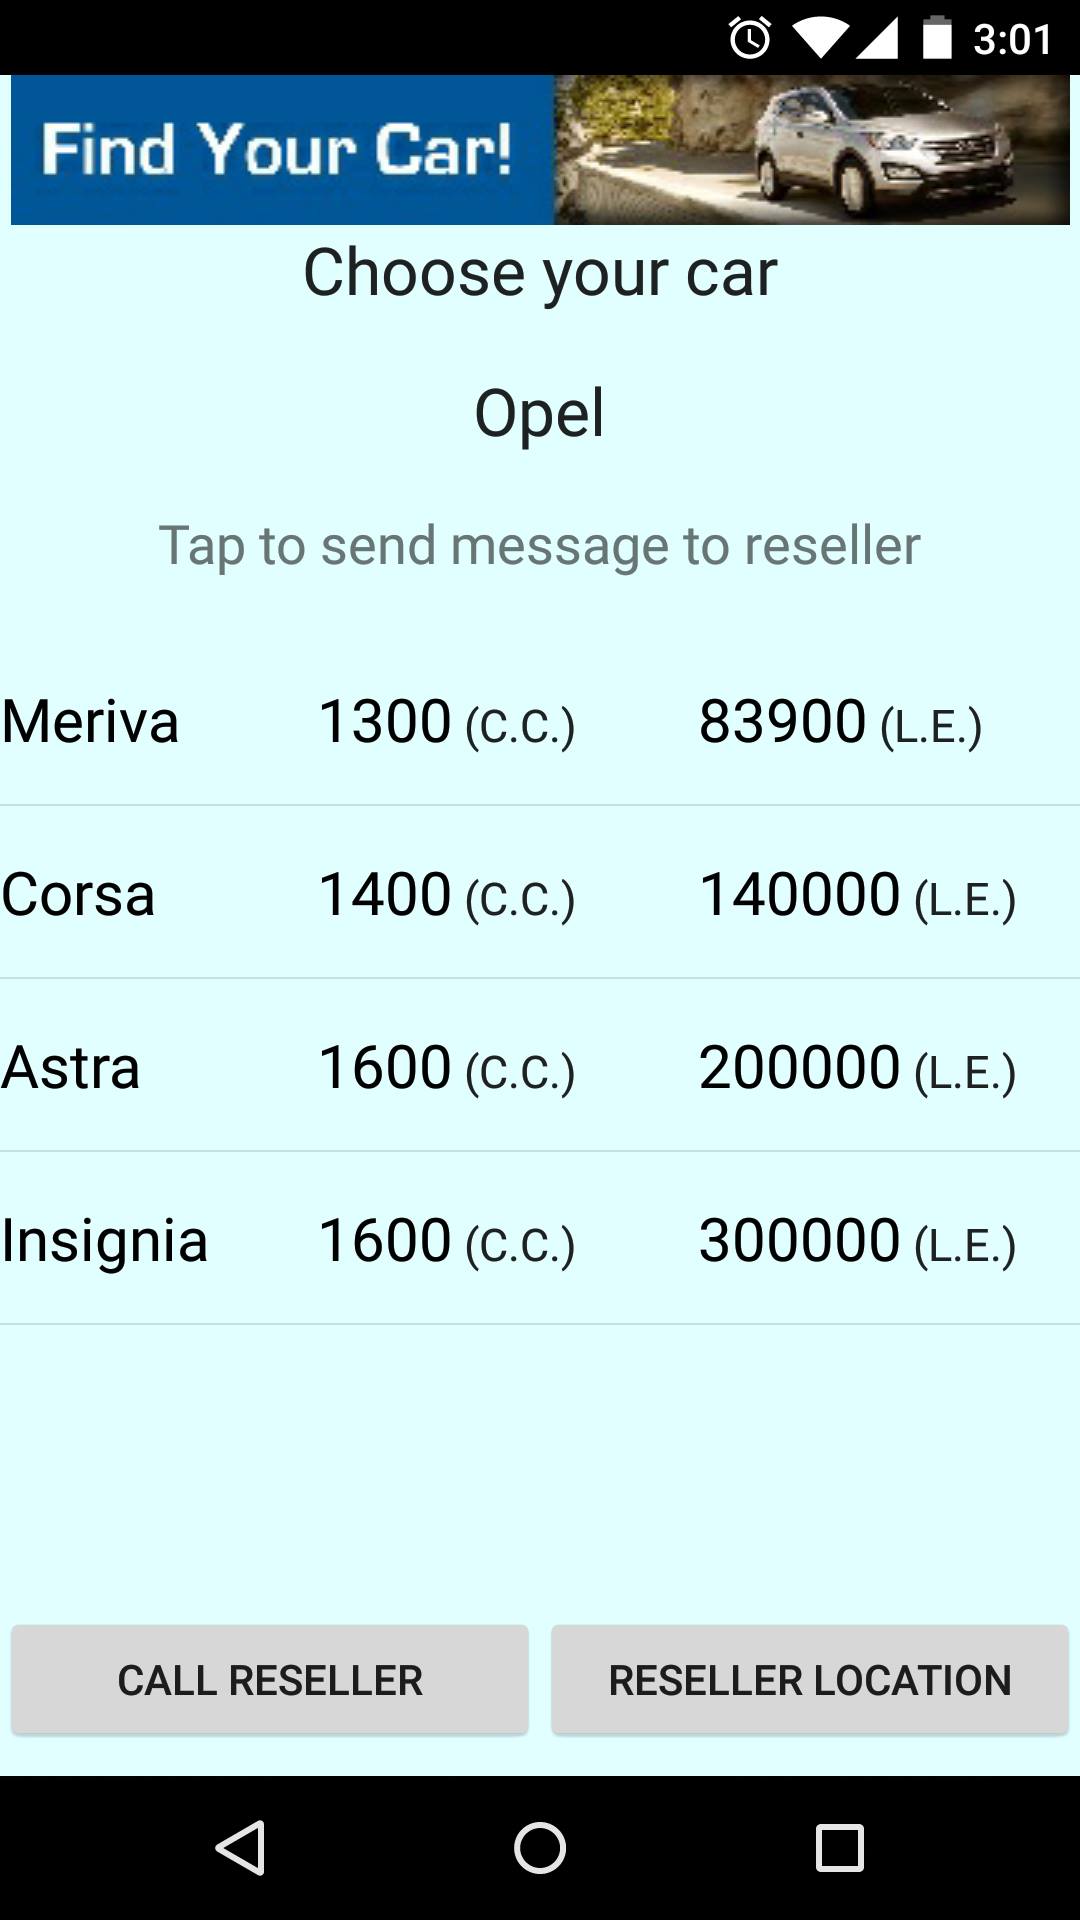 3:01
Find Your Car!
Choose your car
Opel
Tap to send message to reseller
Meriva 1300 (C.C.) 83900 (L.E.)
Corsa 1400 (C.C.) 140000 (L.E.)
Astra 1600 (C.C.) 200000 (L.E.)
Insignia 1600 (C.C.) 300000 (L.E.)
CALL RESELLER RESELLER LOCATION